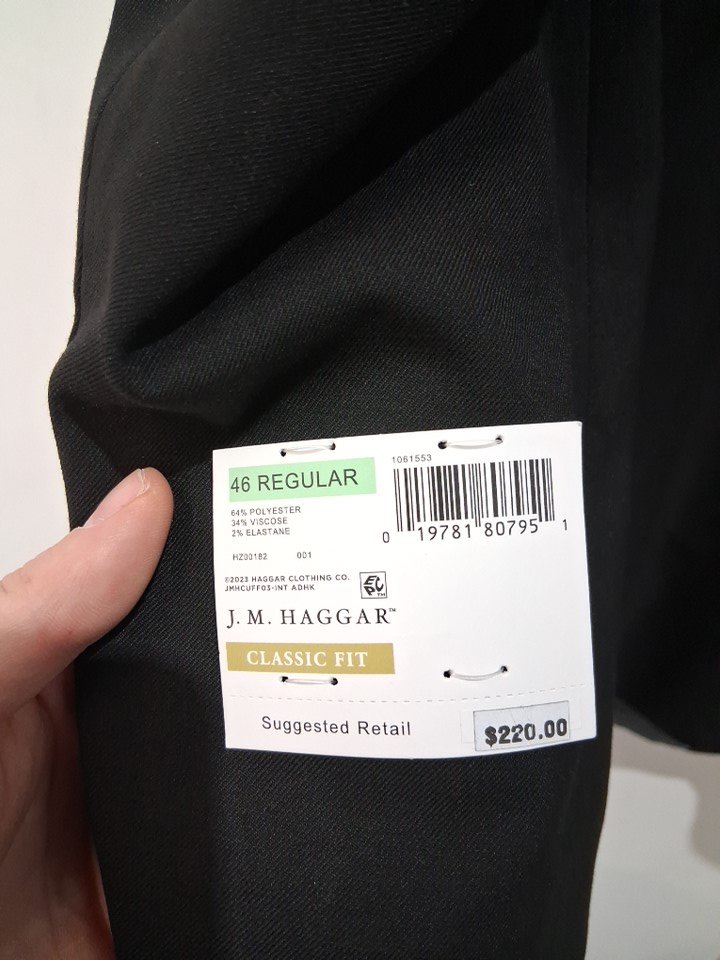 46 REGULAR
64% POLYESTER
34% VISCOSE
2% ELASTANE
HZ00182 001
©2023 HAGGAR CLOTHING CO.
JMHCUFF03-INT ADHK
EPC™
J. M. HAGGAR™
CLASSIC FIT
1061553
0 19781 80795 1
Suggested Retail
$220.00